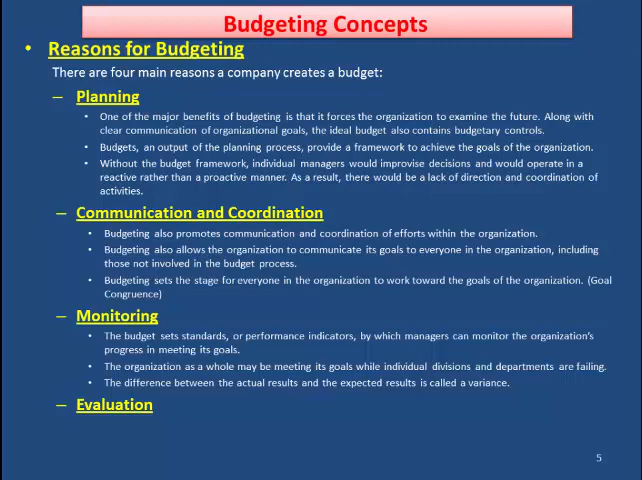 Budgeting Concepts
• Reasons for Budgeting
There are four main reasons a company creates a budget:
– Planning
• One of the major benefits of budgeting is that it forces the organization to examine the future. Along with
clear communication of organizational goals, the ideal budget also contains budgetary controls.
• Budgets, an output of the planning process, provide a framework to achieve the goals of the organization.
• Without the budget framework, individual managers would improvise decisions and would operate in a
reactive rather than a proactive manner. As a result, there would be a lack of direction and coordination of
activities.
– Communication and Coordination
• Budgeting also promotes communication and coordination of efforts within the organization.
• Budgeting also allows the organization to communicate its goals to everyone in the organization, including
those not involved in the budget process.
• Budgeting sets the stage for everyone in the organization to work toward the goals of the organization. (Goal
Congruence)
– Monitoring
• The budget sets standards, or performance indicators, by which managers can monitor the organization's
progress in meeting its goals.
• The organization as a whole may be meeting its goals while individual divisions and departments are failing.
• The difference between the actual results and the expected results is called a variance.
– Evaluation
5